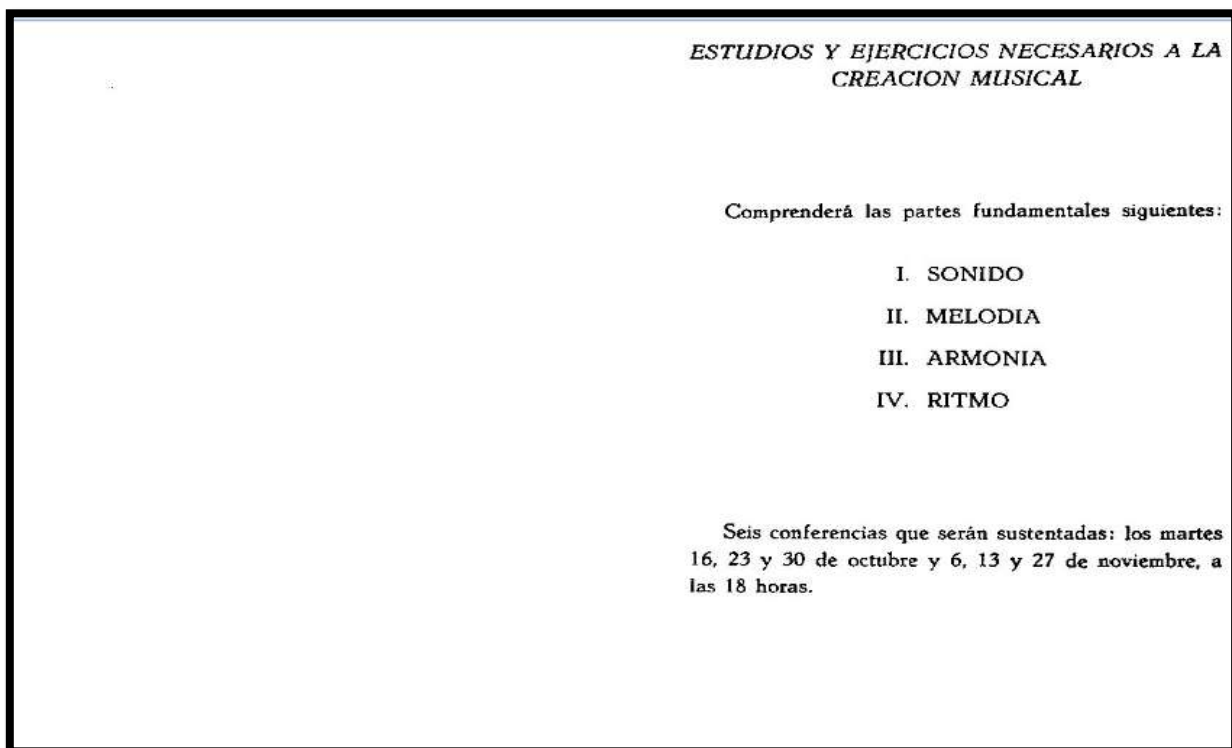 ESTUDIOS Y EJERCICIOS NECESARIOS A LA
CREACION MUSICAL
Comprenderá las partes fundamentales siguientes:
I. SONIDO
II. MELODIA
III. ARMONIA
IV. RITMO
Seis conferencias que serán sustentadas: los martes
16, 23 y 30 de octubre y 6, 13 y 27 de noviembre, a
las 18 horas.